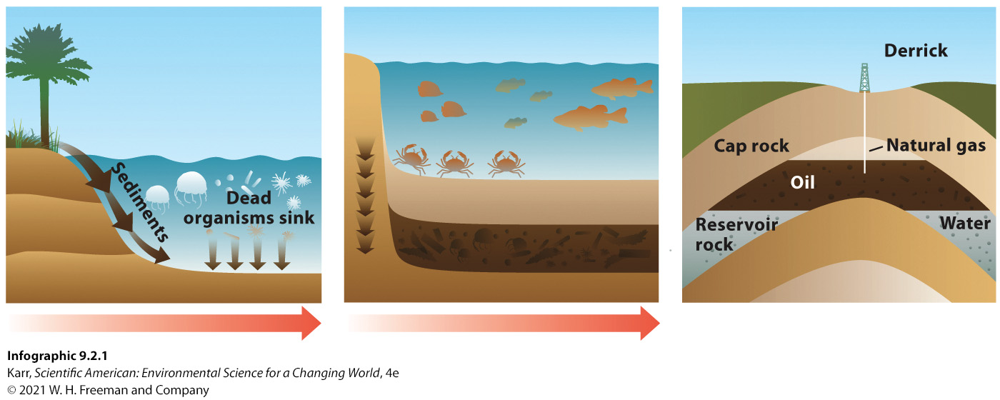 Sediments
Dead
organisms sink
Derrick
Cap rock
Natural gas
Oil
Reservoir
rock
Water
Infographic 9.2.1
Karr, Scientific American: Environmental Science for a Changing World, 4e
© 2021 W. H. Freeman and Company